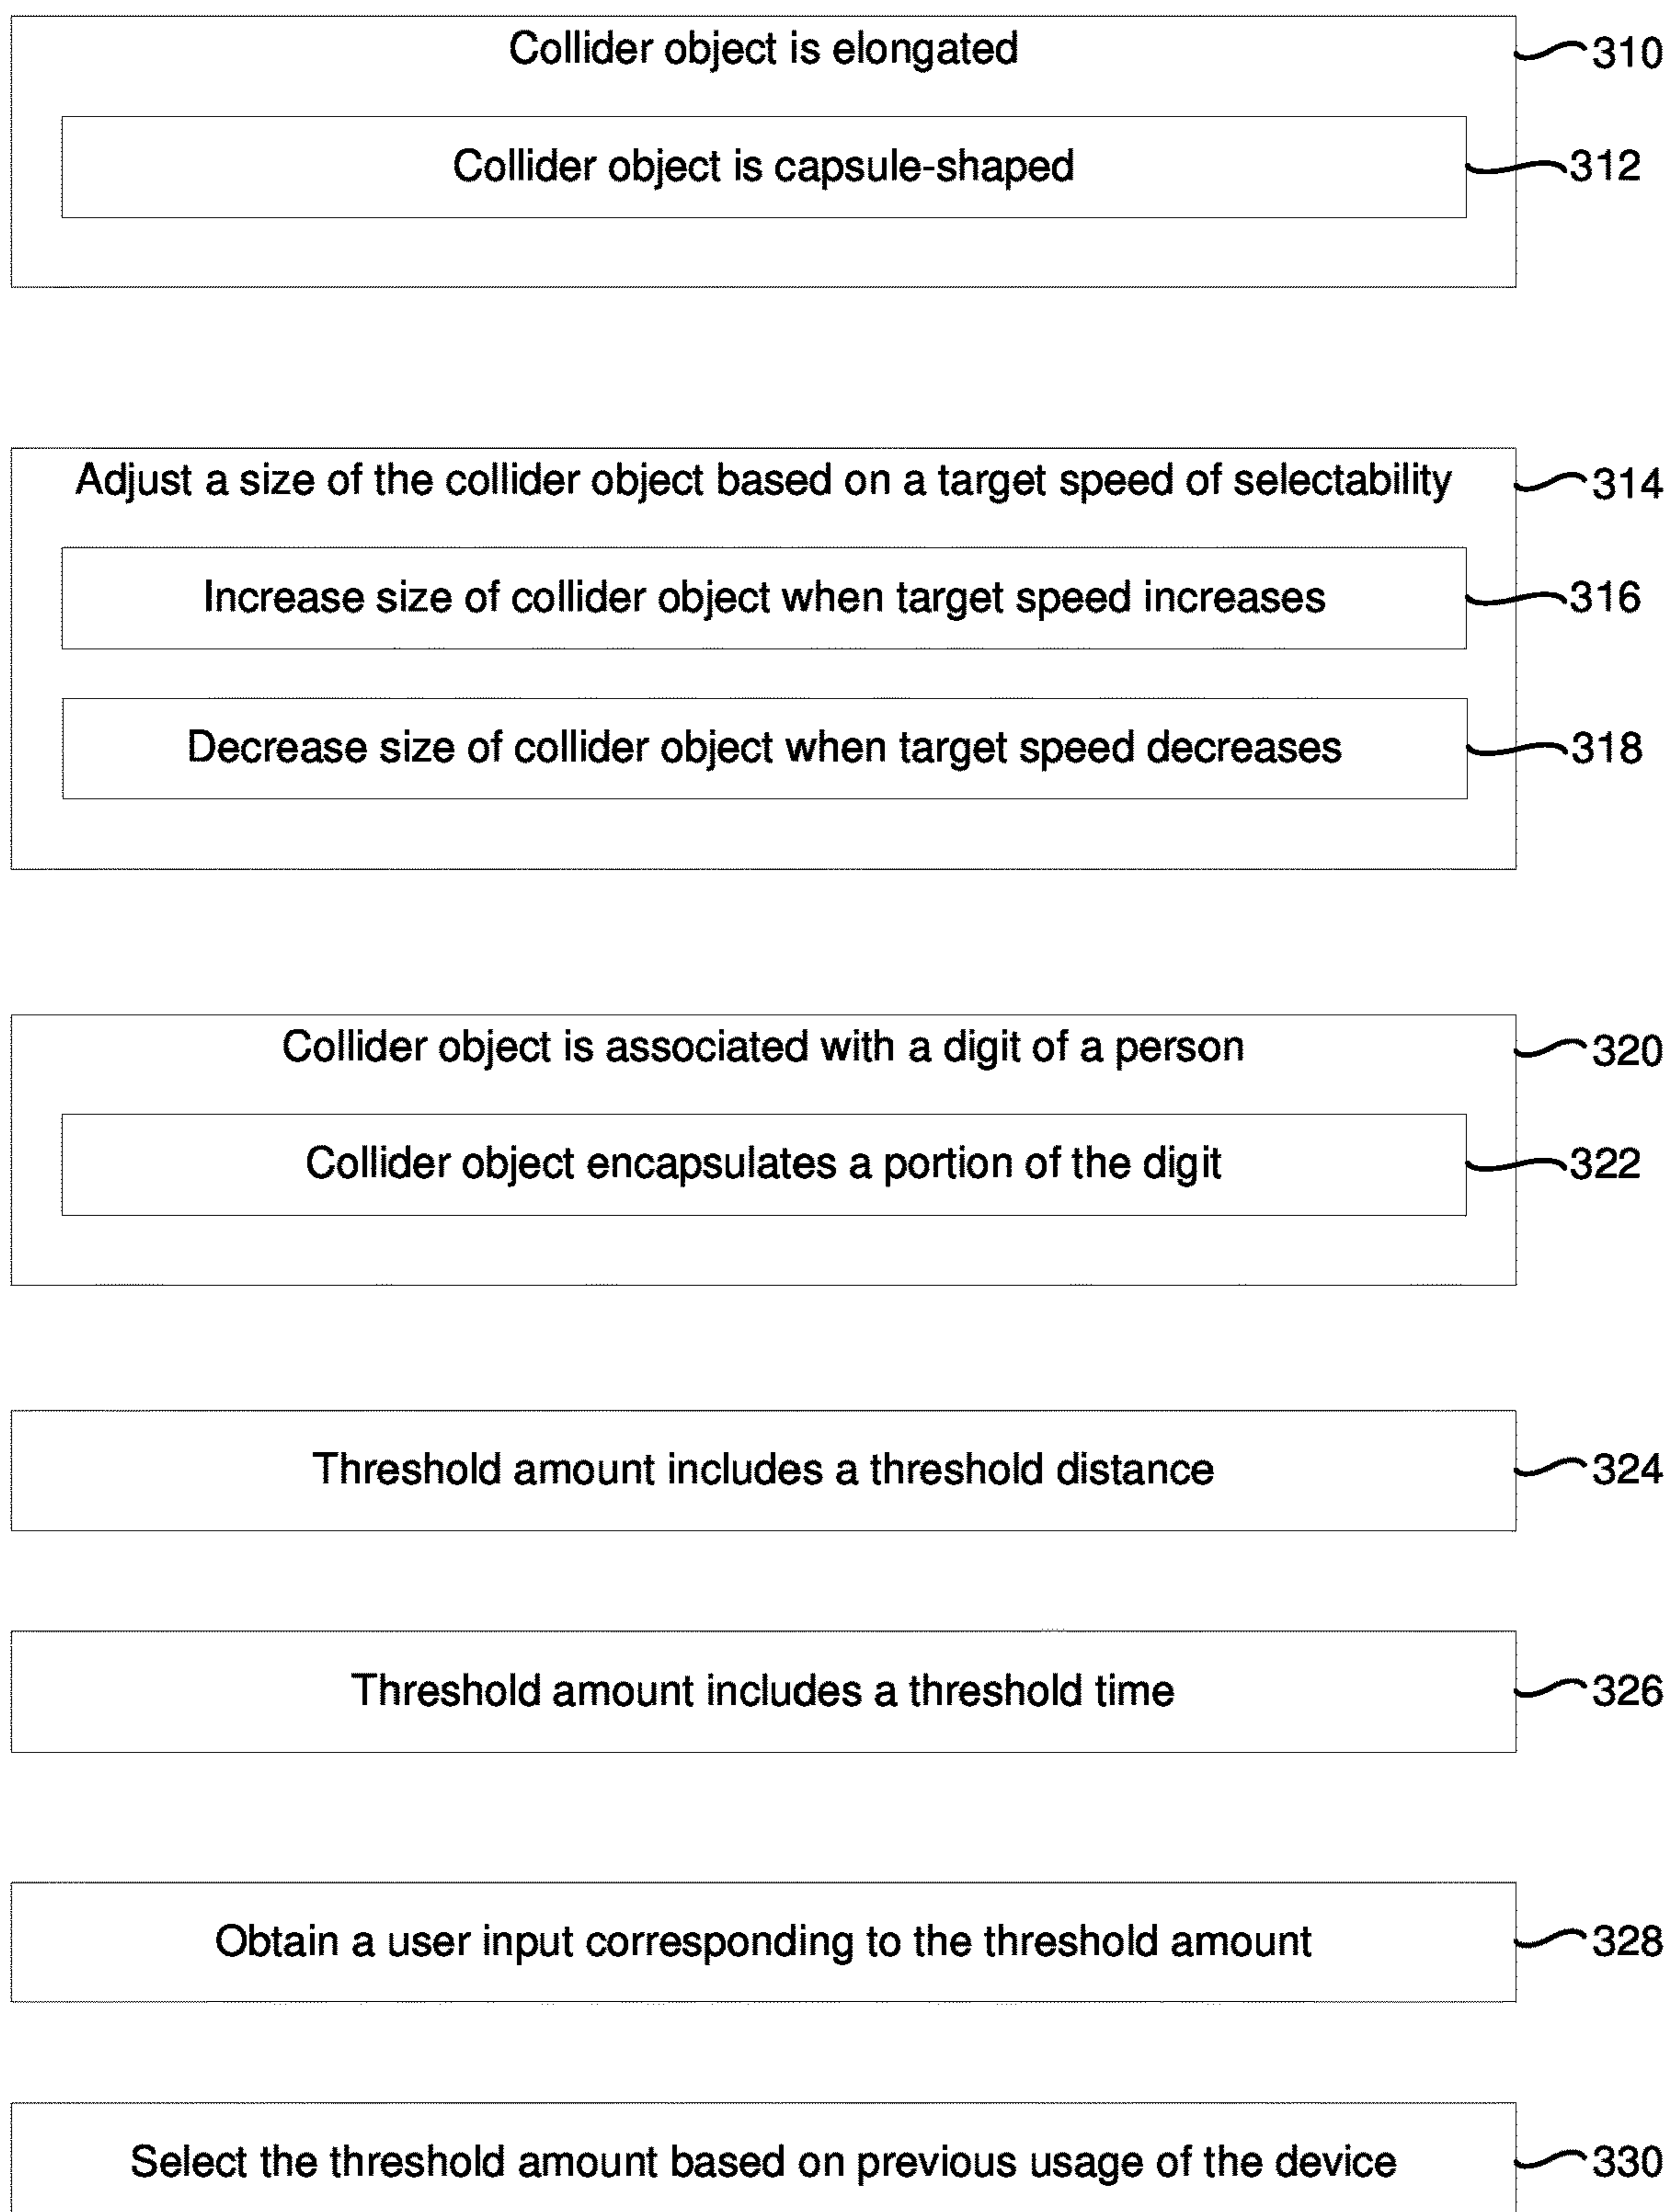 Collider object is elongated
310
Collider object is capsule-shaped
312
Adjust a size of the collider object based on a target speed of selectability
314
Increase size of collider object when target speed increases
316
Decrease size of collider object when target speed decreases
318
Collider object is associated with a digit of a person
320
Collider object encapsulates a portion of the digit
322
Threshold amount includes a threshold distance
324
Threshold amount includes a threshold time
326
Obtain a user input corresponding to the threshold amount
328
Select the threshold amount based on previous usage of the device
330